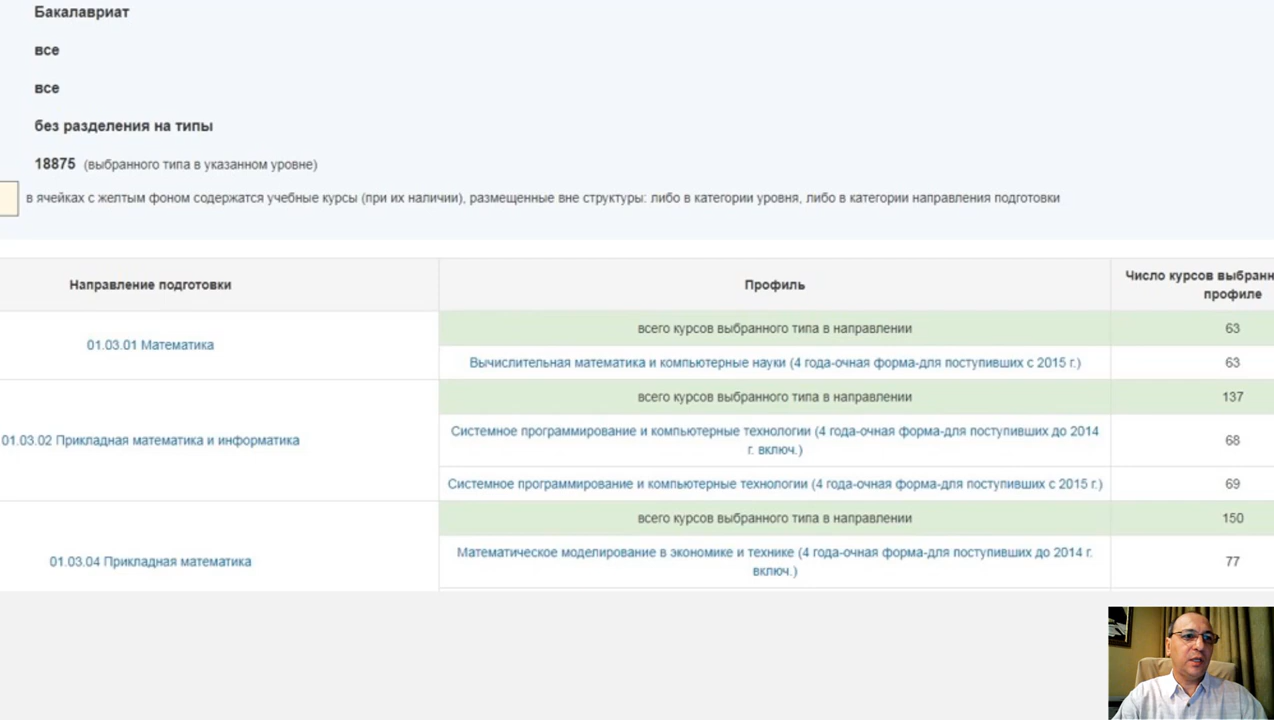 Бакалавриат
все
все
без разделения на типы
18875 (выбранного типа в указанном уровне)
в ячейках с желтым фоном содержатся учебные курсы (при их наличии), размещенные вне структуры: либо в категории уровня, либо в категории направления подготовки
Направление подготовки
Профиль
Число курсов выбранн
профиле
01.03.01 Математика
всего курсов выбранного типа в направлении
63
Вычислительная математика и компьютерные науки (4 года-очная форма-для поступивших с 2015 г.)
63
01.03.02 Прикладная математика и информатика
всего курсов выбранного типа в направлении
137
Системное программирование и компьютерные технологии (4 года-очная форма-для поступивших до 2014
г. включ.)
68
Системное программирование и компьютерные технологии (4 года-очная форма-для поступивших с 2015 г.)
69
01.03.04 Прикладная математика
всего курсов выбранного типа в направлении
150
Математическое моделирование в экономике и технике (4 года-очная форма-для поступивших до 2014 г.
включ.)
77